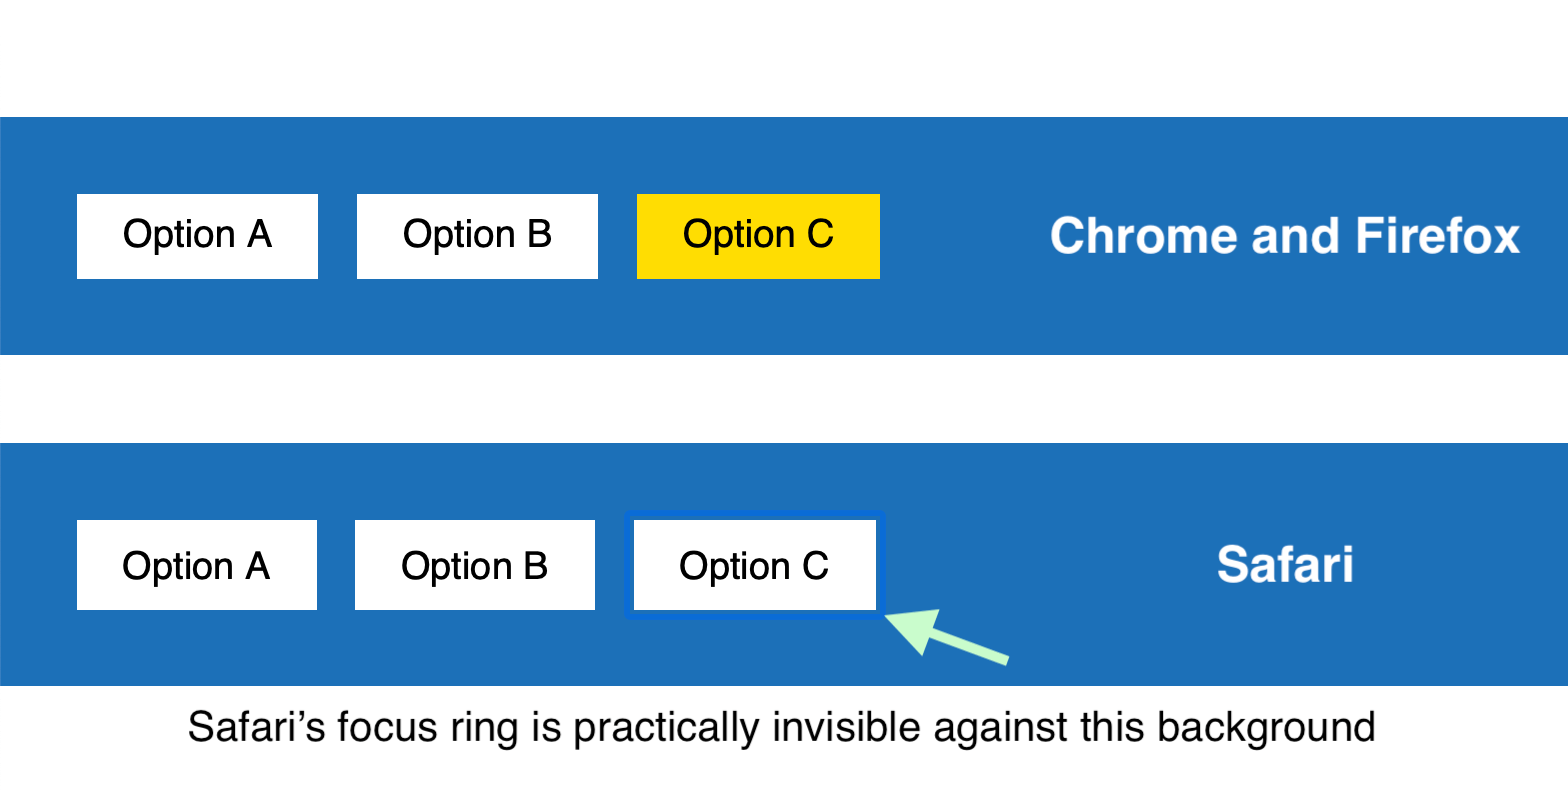 Option A Option B Option C Chrome and Firefox
Option A Option B Option C Safari
Safari’s focus ring is practically invisible against this background